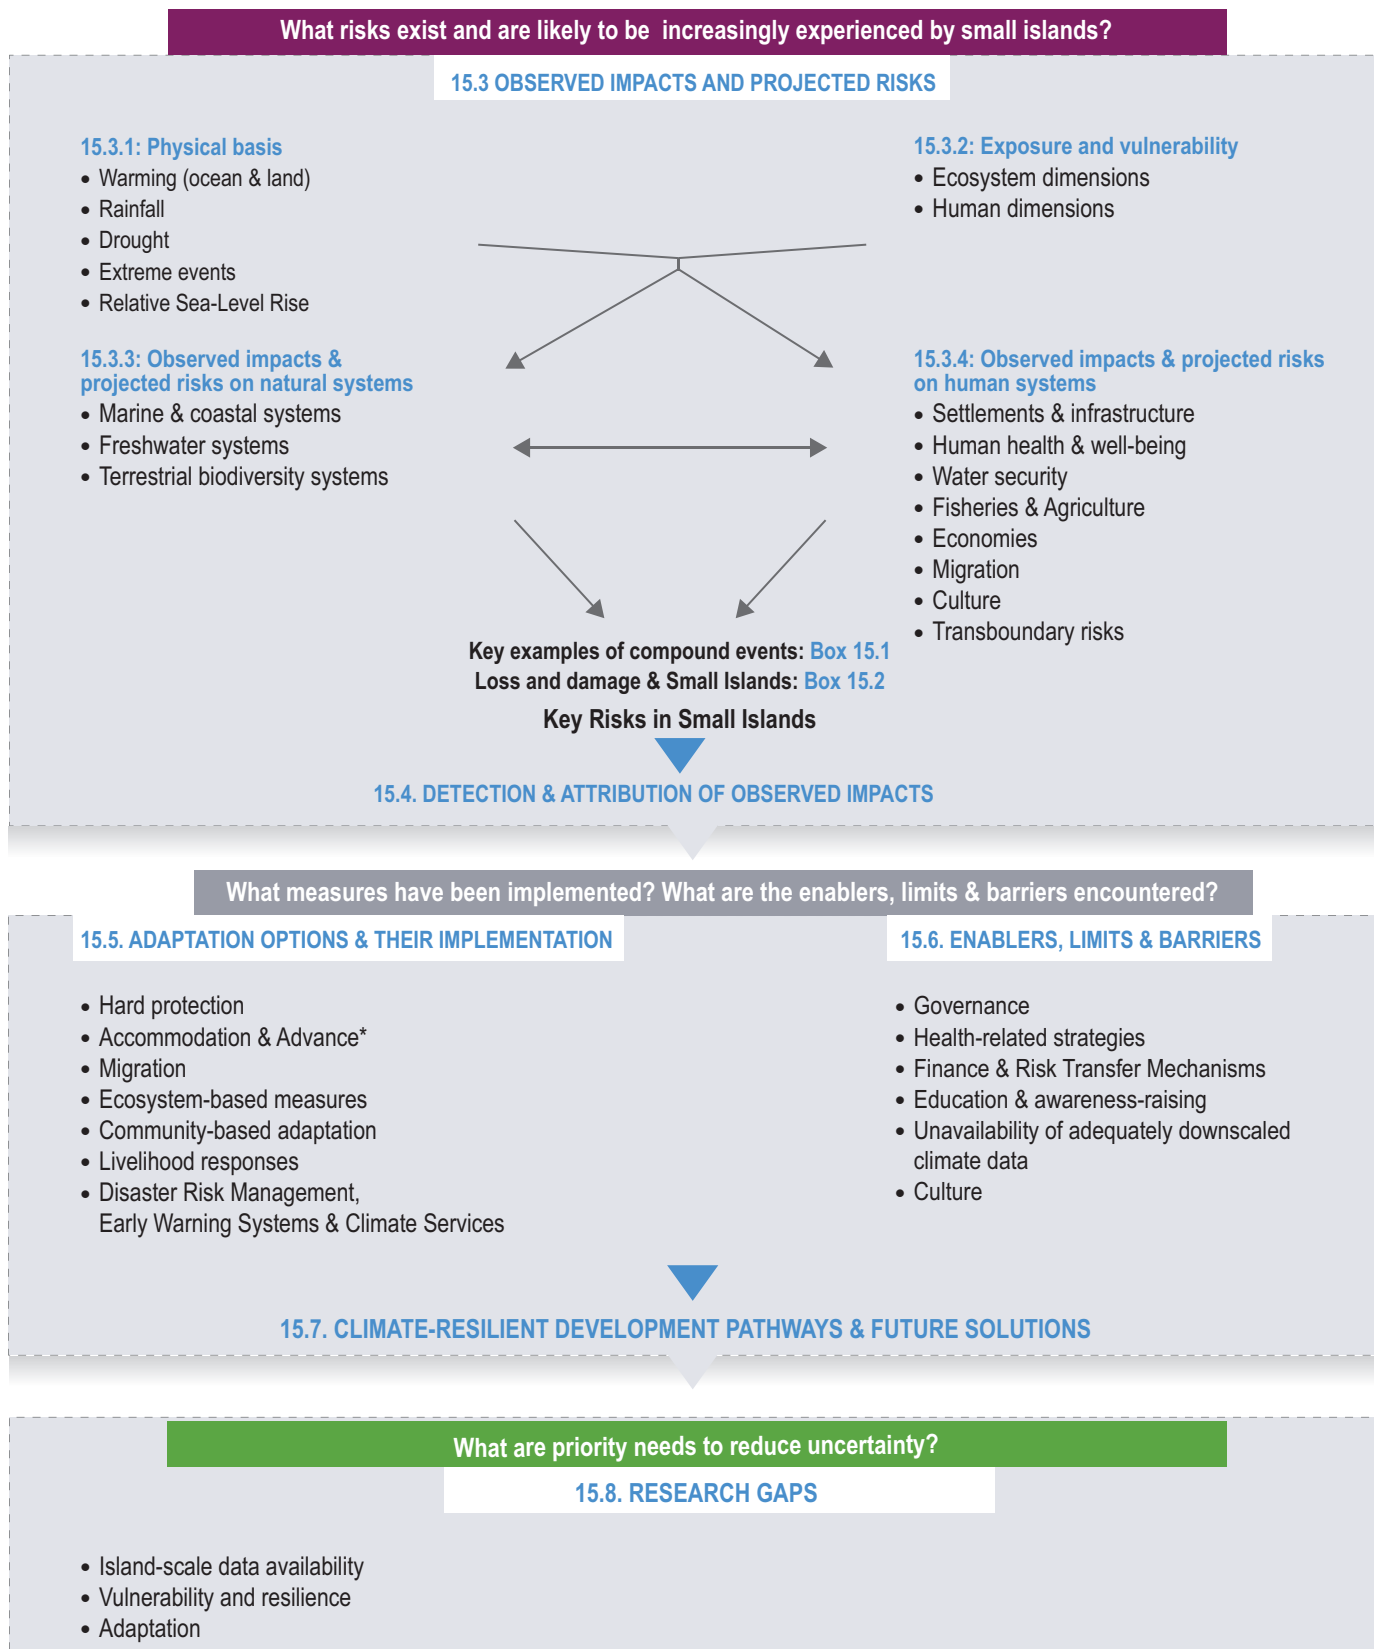 What risks exist and are likely to be increasingly experienced by small islands?
15.3 OBSERVED IMPACTS AND PROJECTED RISKS
15.3.1: Physical basis
• Warming (ocean & land)
• Rainfall
• Drought
• Extreme events
• Relative Sea-Level Rise
15.3.2: Exposure and vulnerability
• Ecosystem dimensions
• Human dimensions
15.3.3: Observed impacts &
projected risks on natural systems
• Marine & coastal systems
• Freshwater systems
• Terrestrial biodiversity systems
15.3.4: Observed impacts & projected risks
on human systems
• Settlements & infrastructure
• Human health & well-being
• Water security
• Fisheries & Agriculture
• Economies
• Migration
• Culture
• Transboundary risks
Key examples of compound events: Box 15.1
Loss and damage & Small Islands: Box 15.2
Key Risks in Small Islands
15.4. DETECTION & ATTRIBUTION OF OBSERVED IMPACTS
What measures have been implemented? What are the enablers, limits & barriers encountered?
15.5. ADAPTATION OPTIONS & THEIR IMPLEMENTATION
• Hard protection
• Accommodation & Advance*
• Migration
• Ecosystem-based measures
• Community-based adaptation
• Livelihood responses
• Disaster Risk Management,
Early Warning Systems & Climate Services
15.6. ENABLERS, LIMITS & BARRIERS
• Governance
• Health-related strategies
• Finance & Risk Transfer Mechanisms
• Education & awareness-raising
• Unavailability of adequately downscaled
climate data
• Culture
15.7. CLIMATE-RESILIENT DEVELOPMENT PATHWAYS & FUTURE SOLUTIONS
What are priority needs to reduce uncertainty?
15.8. RESEARCH GAPS
• Island-scale data availability
• Vulnerability and resilience
• Adaptation